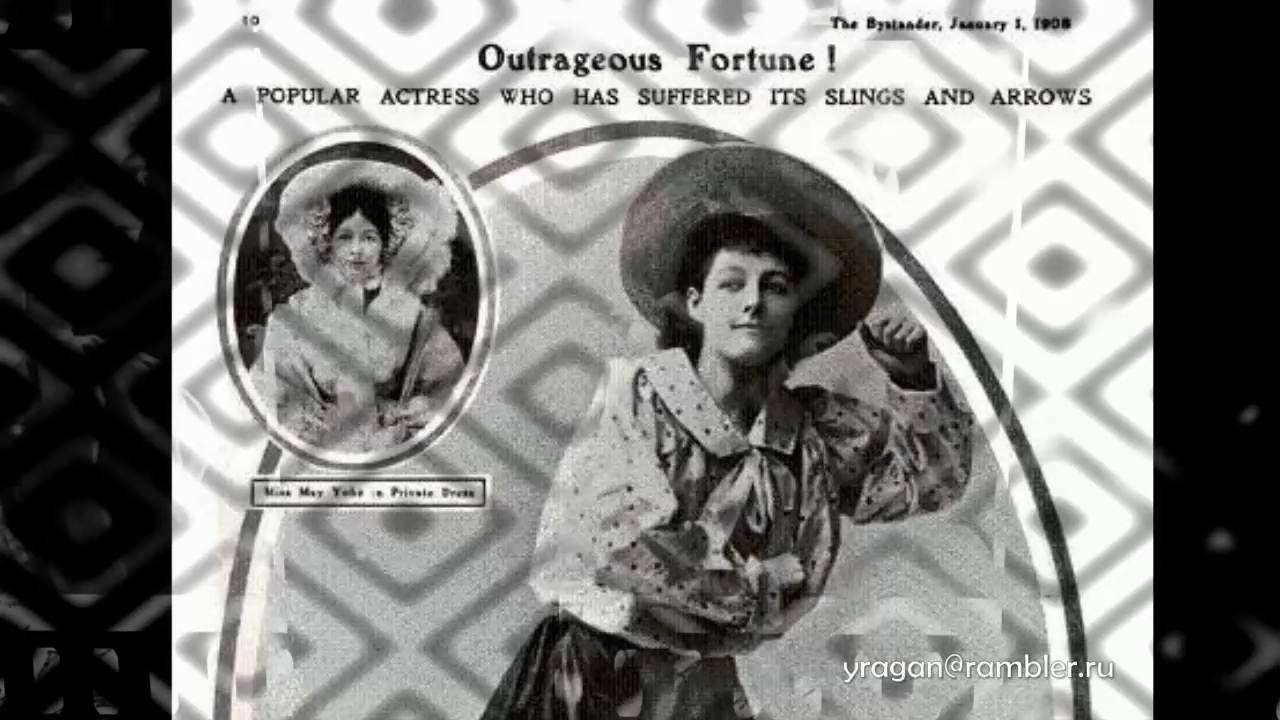 10
The Bystander, January 1, 1908
Outrageous Fortune !
A POPULAR ACTRESS WHO HAS SUFFERED ITS SLINGS AND ARROWS
Miss May Yohe in Private Dress
yragan@rambler.ru